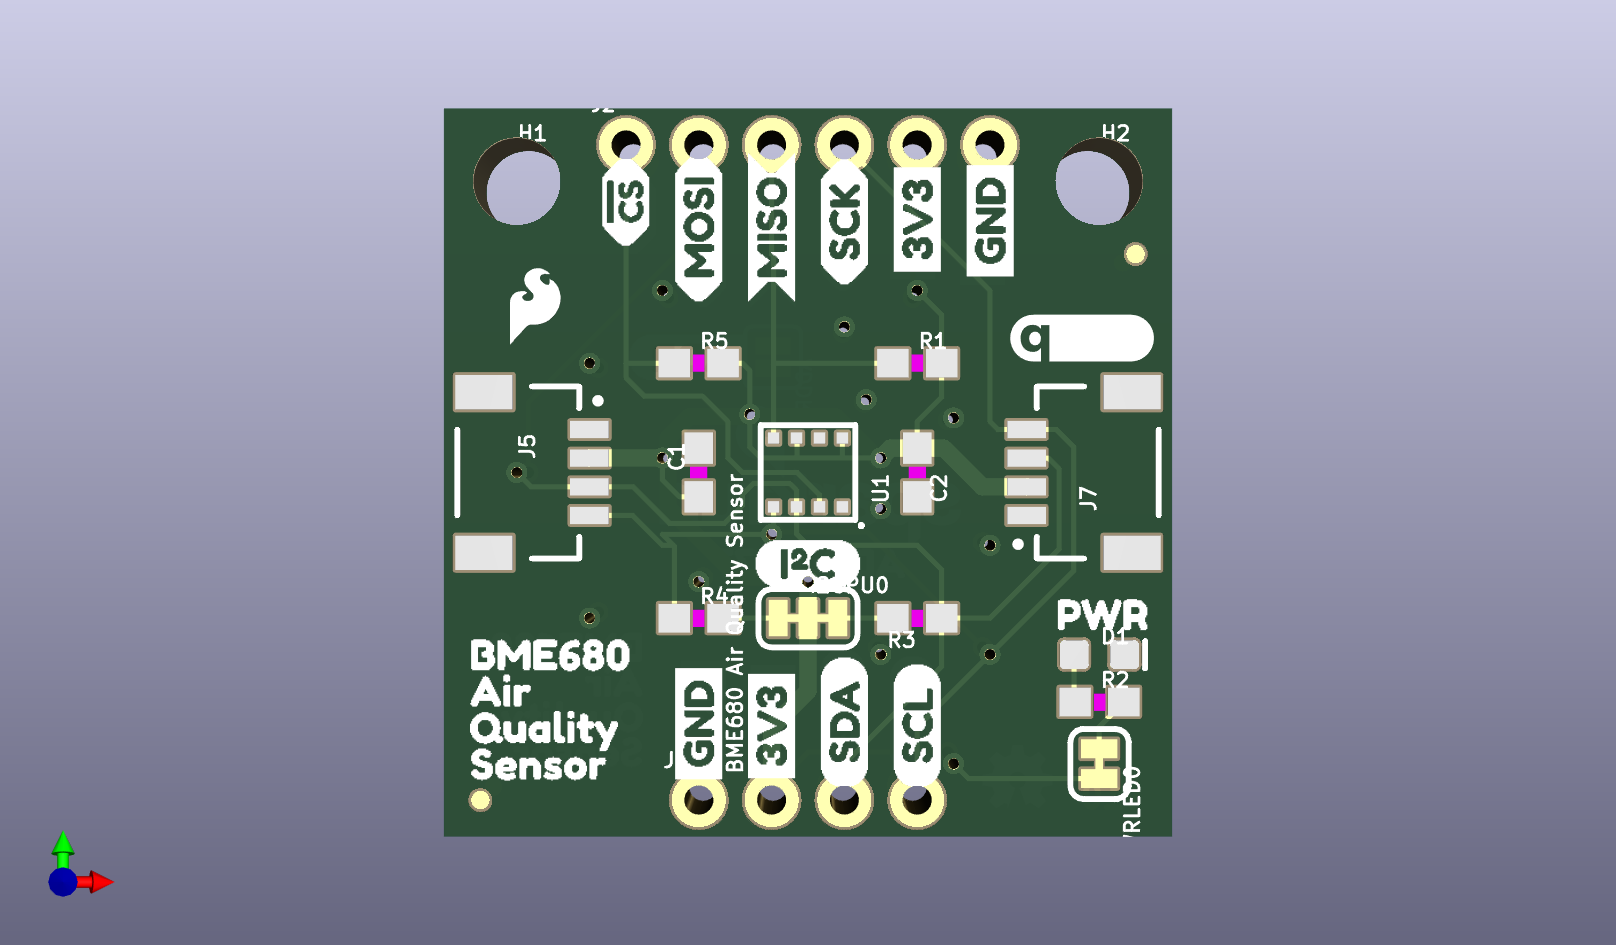 H1
H2
CS
MOSI
MISO
SCK
3V3
GND
q
R5
R1
J5
C1
U1
C2
J7
I²C
R4
R3
PWR
D1
R2
BME680 Air Quality Sensor
BME680
Air
Quality
Sensor
GND
3V3
SDA
SCL